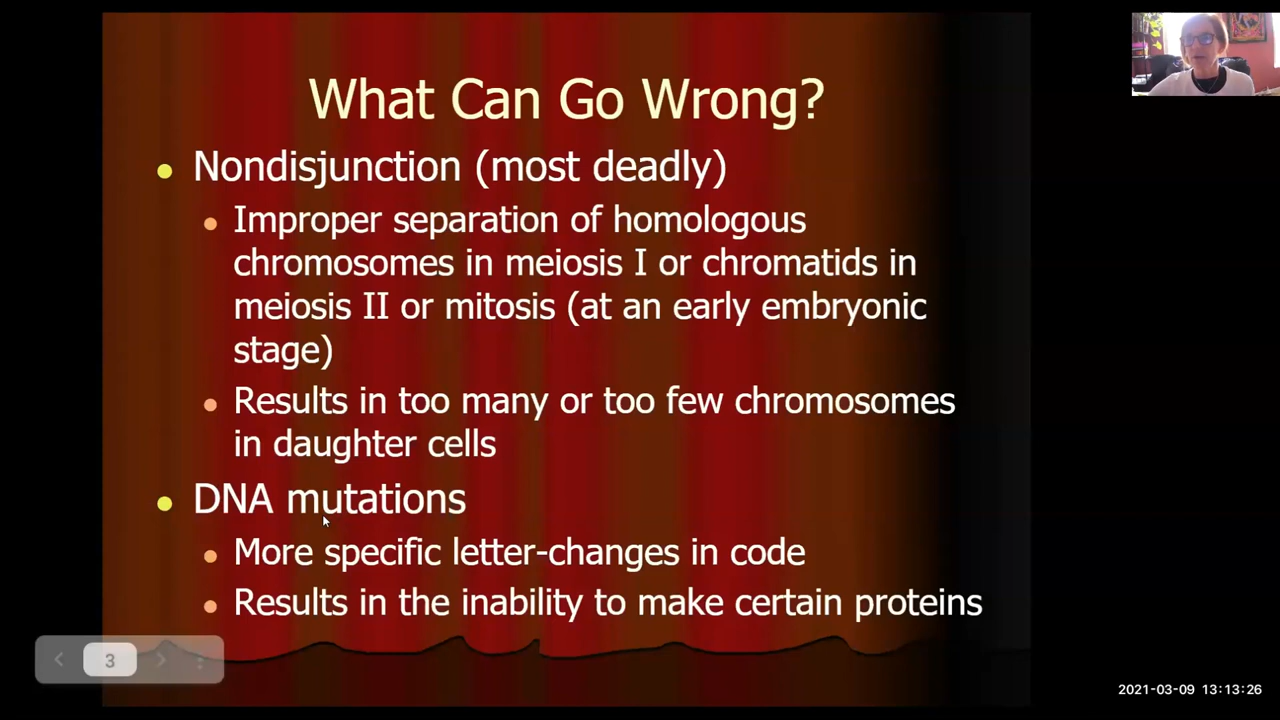 What Can Go Wrong?
Nondisjunction (most deadly)
Improper separation of homologous
chromosomes in meiosis I or chromatids in
meiosis II or mitosis (at an early embryonic
stage)
Results in too many or too few chromosomes
in daughter cells
DNA mutations
More specific letter-changes in code
Results in the inability to make certain proteins
3
2021-03-09 13:13:26